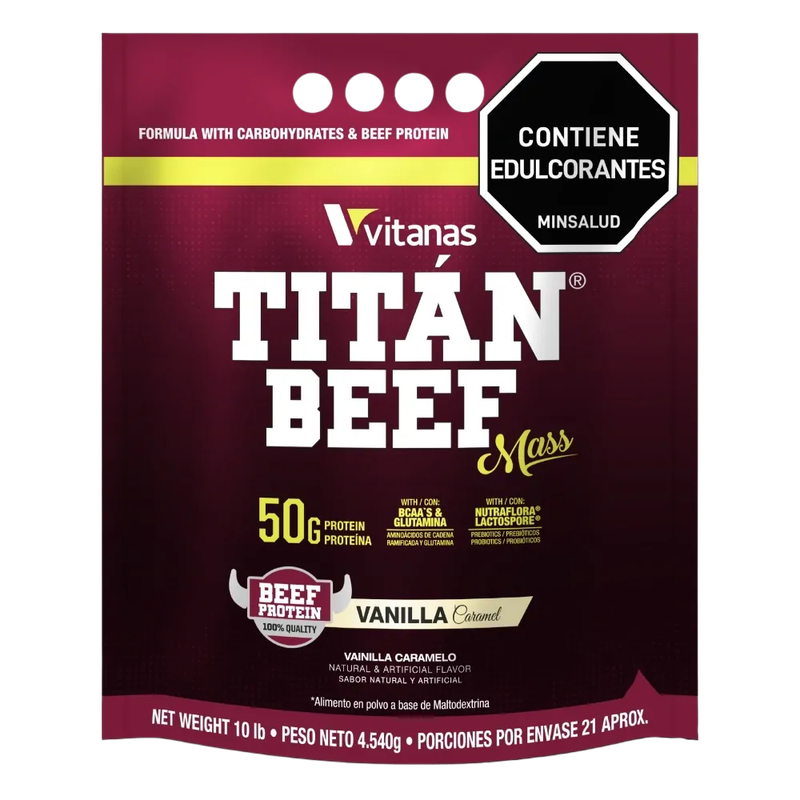 FORMULA WITH CARBOHYDRATES & BEEF PROTEIN
CONTIENE
EDULCORANTES
MINSALUD
vitanas
TITÁN®
BEEF
Mass
50G PROTEIN
PROTEÍNA
WITH / CON:
BCAA`S &
GLUTAMINA
AMINOÁCIDOS DE CADENA
RAMIFICADA Y GLUTAMINA
WITH / CON:
NUTRAFLORA®
LACTOSPORE®
PREBIOTICS / PREBIÓTICOS
PROBIOTICS / PROBIÓTICOS
BEEF
PROTEIN
100% QUALITY
VANILLA Caramel
VAINILLA CARAMELO
NATURAL & ARTIFICIAL FLAVOR
SABOR NATURAL Y ARTIFICIAL
*Alimento en polvo a base de Maltodextrina
NET WEIGHT 10 lb • PESO NETO 4.540g • PORCIONES POR ENVASE 21 APROX.